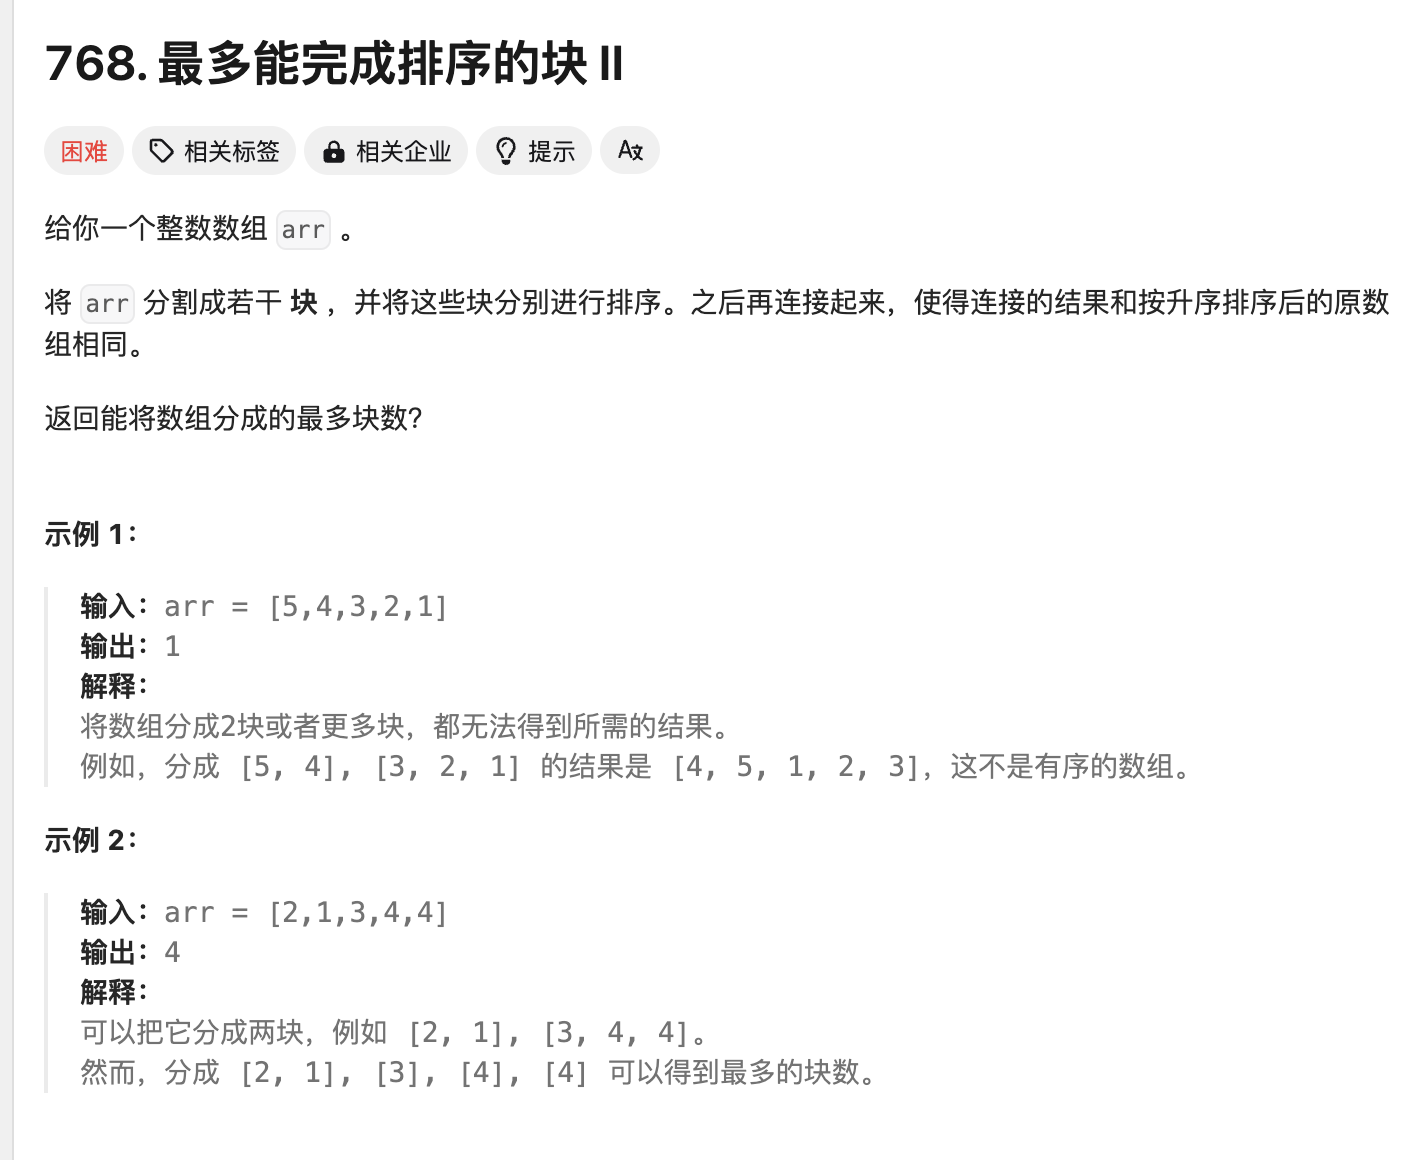 768. 最多能完成排序的块 II
困难 相关标签 相关企业 提示 A文
给你一个整数数组 arr 。
将 arr 分割成若干 块 ，并将这些块分别进行排序。之后再连接起来，使得连接的结果和按升序排序后的原数
组相同。
返回能将数组分成的最多块数?
示例 1：
输入：arr = [5,4,3,2,1]
输出：1
解释：
将数组分成2块或者更多块，都无法得到所需的结果。
例如，分成 [5, 4], [3, 2, 1] 的结果是 [4, 5, 1, 2, 3]，这不是有序的数组。
示例 2：
输入：arr = [2,1,3,4,4]
输出：4
解释：
可以把它分成两块，例如 [2, 1], [3, 4, 4]。
然而，分成 [2, 1], [3], [4], [4] 可以得到最多的块数。